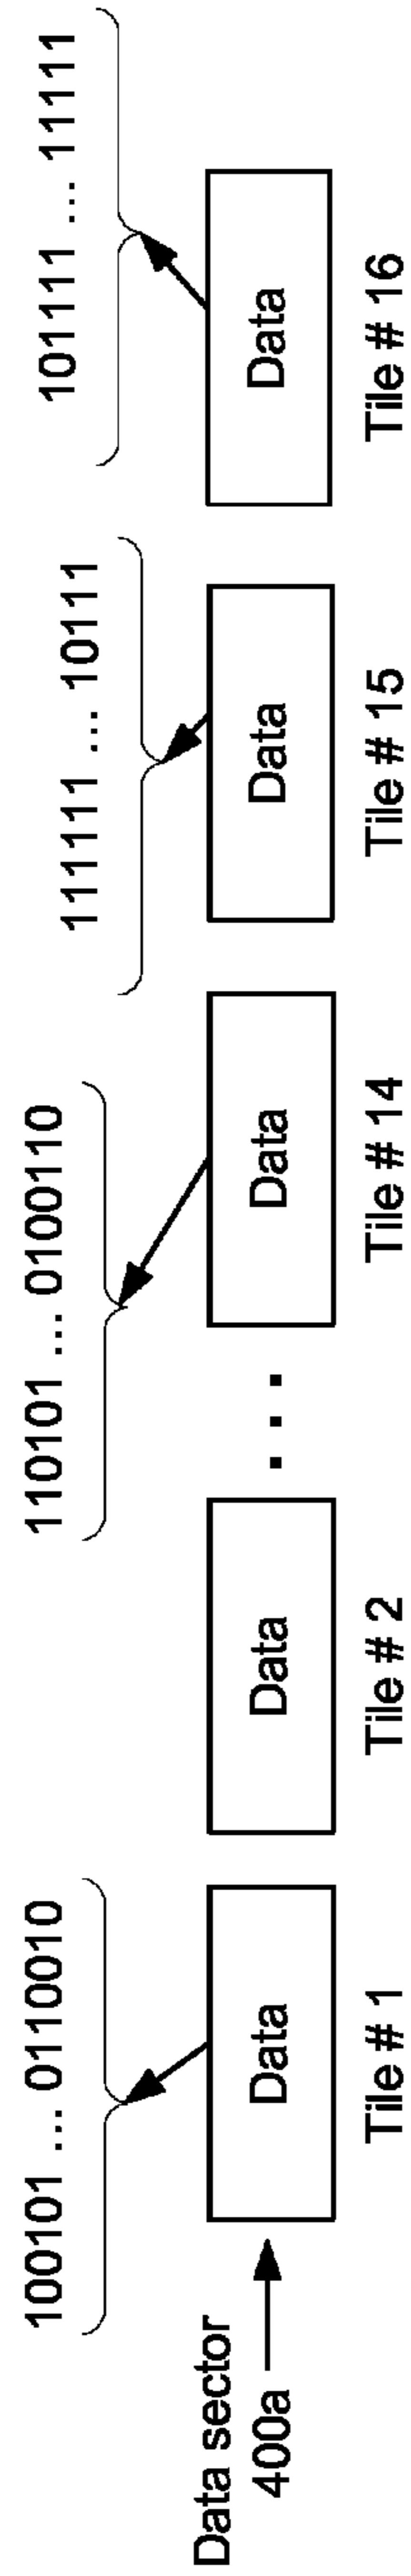 100101 ... 0110010
110101 ... 0100110
111111 ... 10111
101111 ... 11111
Data sector
400a
Data
Data
. . .
Data
Data
Data
Tile # 1
Tile # 2
Tile # 14
Tile # 15
Tile # 16